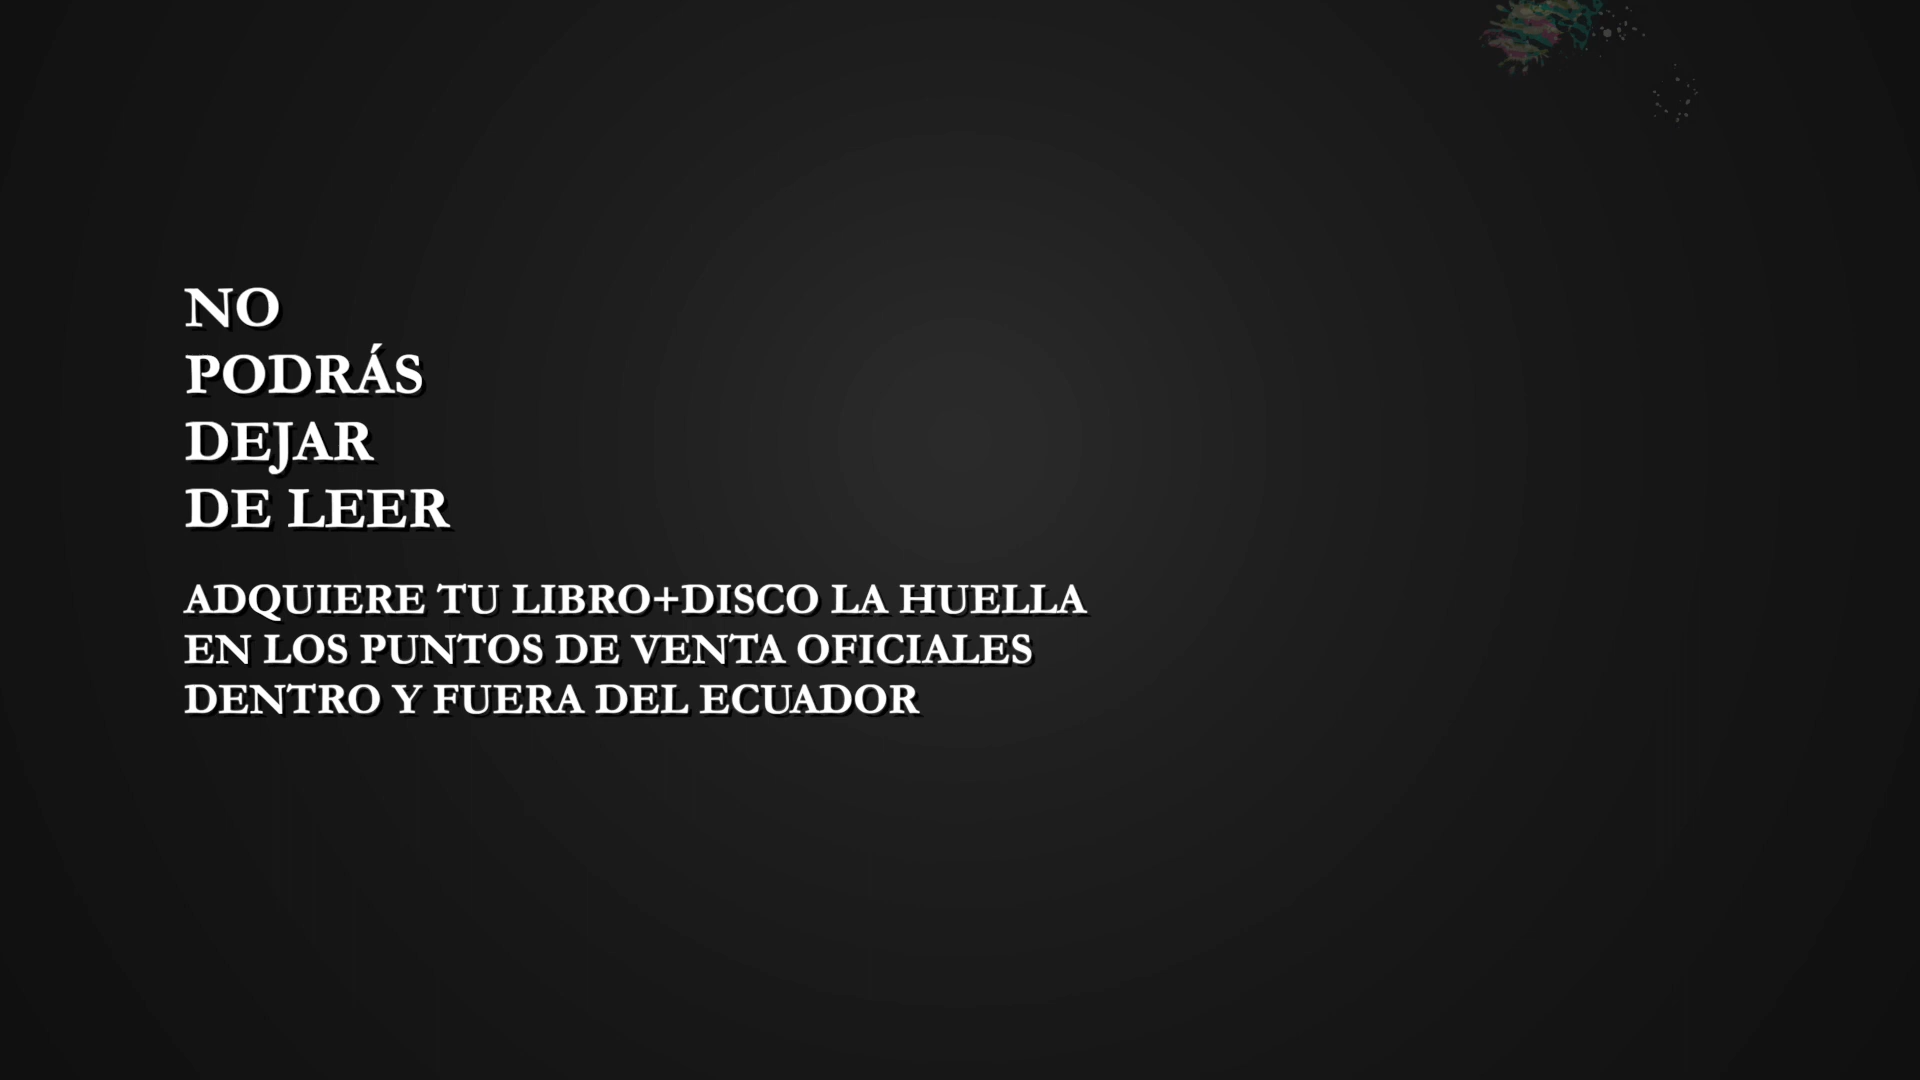 NO
PODRÁS
DEJAR
DE LEER
ADQUIERE TU LIBRO+DISCO LA HUELLA
EN LOS PUNTOS DE VENTA OFICIALES
DENTRO Y FUERA DEL ECUADOR